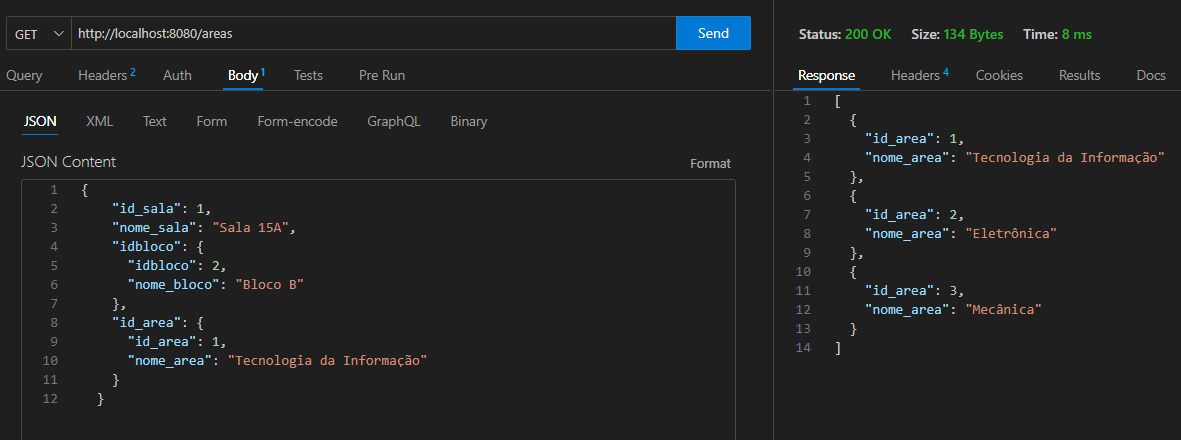 GET http://localhost:8080/areas Send
Query Headers 2 Auth Body 1 Tests Pre Run
JSON XML Text Form Form-encode GraphQL Binary
JSON Content Format
1 {
2 "id_sala": 1,
3 "nome_sala": "Sala 15A",
4 "idbloco": {
5 "idbloco": 2,
6 "nome_bloco": "Bloco B"
7 },
8 "id_area": {
9 "id_area": 1,
10 "nome_area": "Tecnologia da Informação"
11 }
12 }
Status: 200 OK Size: 134 Bytes Time: 8 ms
Response Headers 4 Cookies Results Docs
1 [
2 {
3 "id_area": 1,
4 "nome_area": "Tecnologia da Informação"
5 },
6 {
7 "id_area": 2,
8 "nome_area": "Eletrônica"
9 },
10 {
11 "id_area": 3,
12 "nome_area": "Mecânica"
13 }
14 ]